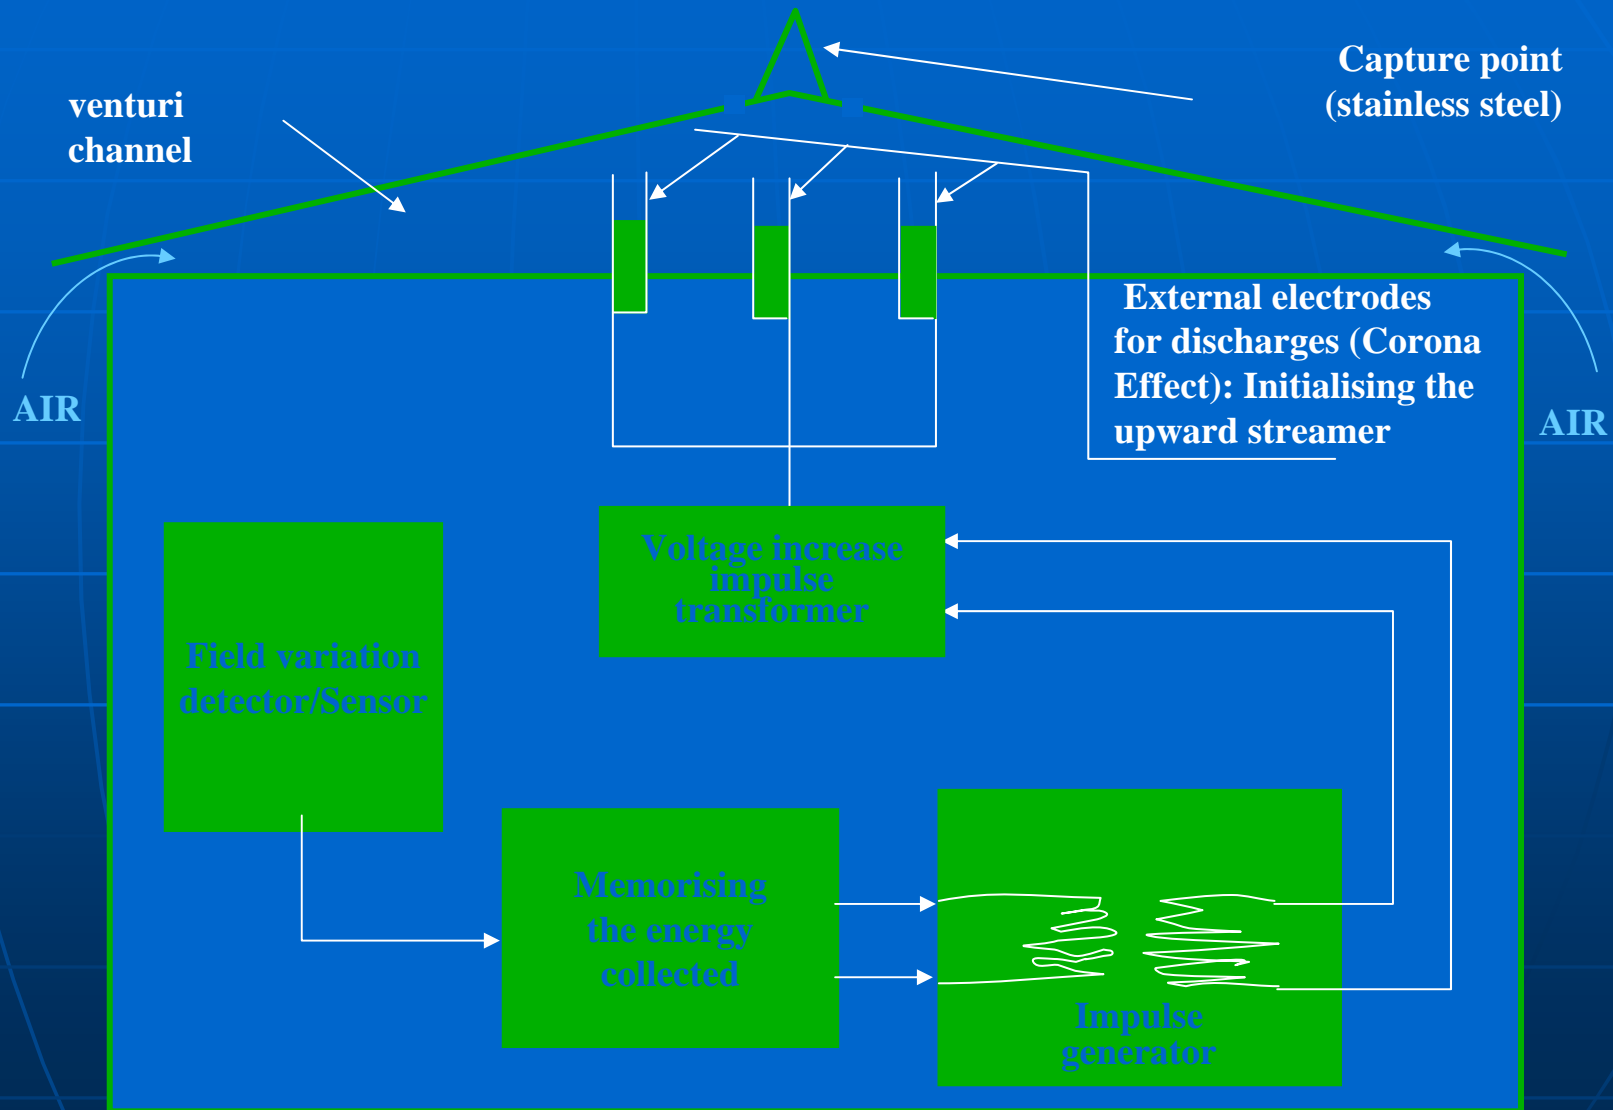 Capture point
(stainless steel)
venturi
channel
External electrodes
for discharges (Corona
Effect): Initialising the
upward streamer
AIR
AIR
Voltage increase
impulse
transformer
Field variation
detector/Sensor
Memorising
the energy
collected
Impulse
generator